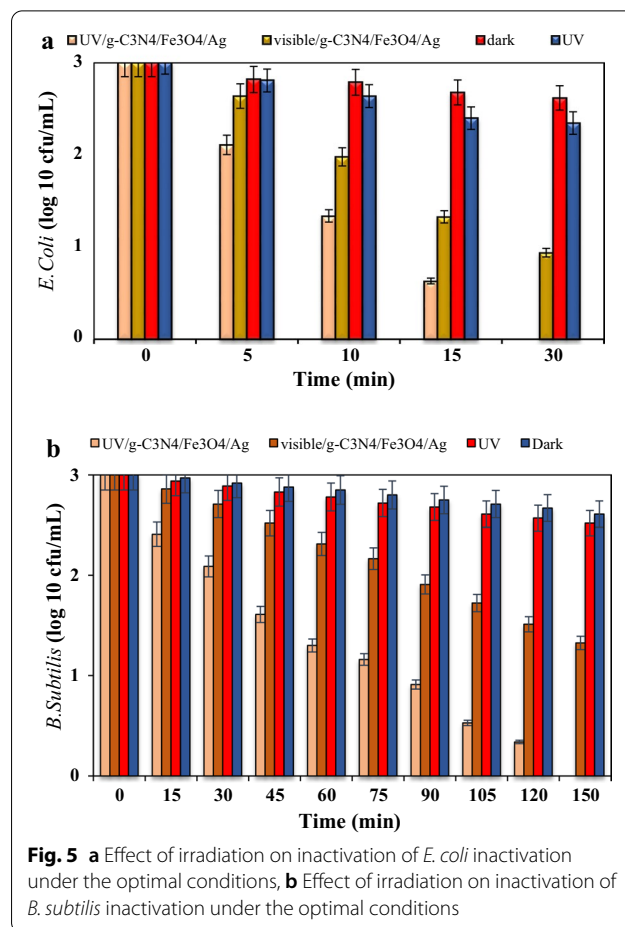 a
UV/g-C3N4/Fe3O4/Ag visible/g-C3N4/Fe3O4/Ag dark UV
3
2
1
0
E.Coli (log 10 cfu/mL)
0 5 10 15 30
Time (min)
b
UV/g-C3N4/Fe3O4/Ag visible/g-C3N4/Fe3O4/Ag UV Dark
3
2
1
0
B.Subtilis (log 10 cfu/mL)
0 15 30 45 60 75 90 105 120 150
Time (min)
Fig. 5 a Effect of irradiation on inactivation of E. coli inactivation
under the optimal conditions, b Effect of irradiation on inactivation of
B. subtilis inactivation under the optimal conditions